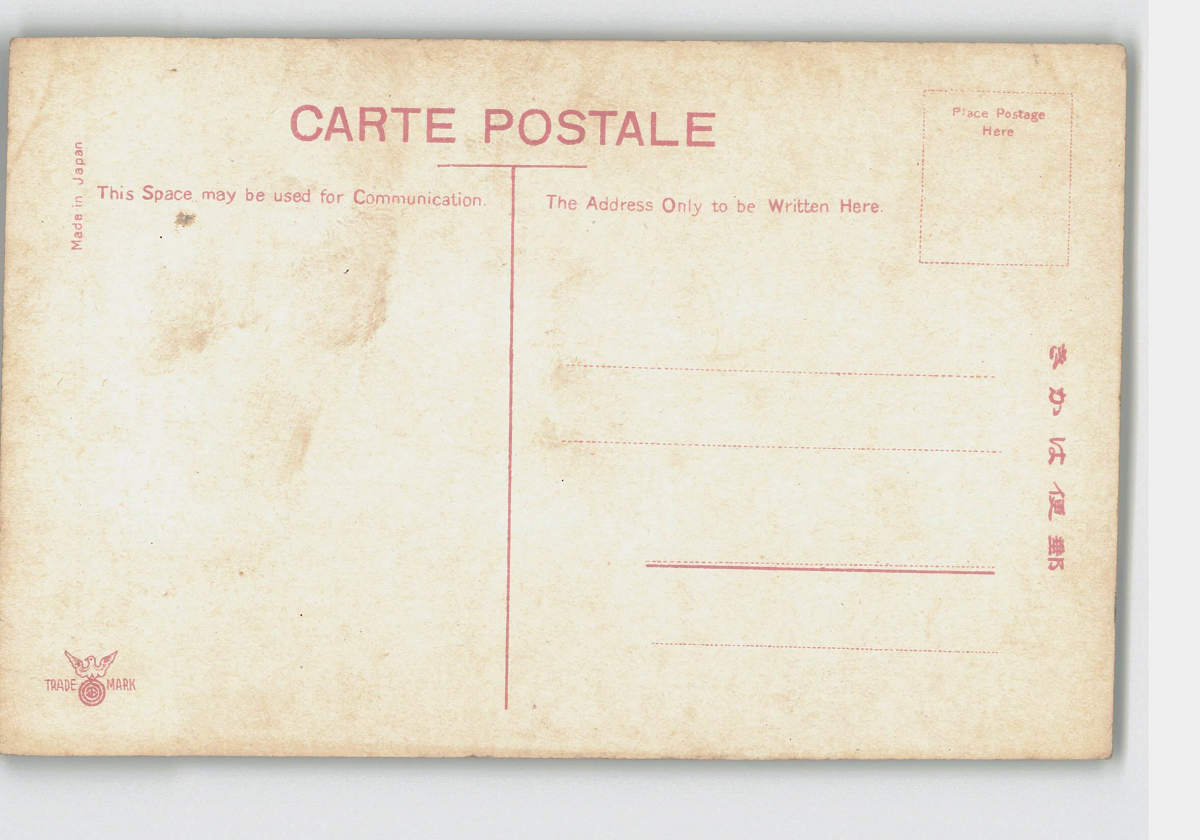 CARTE POSTALE
Place Postage
Here
Made in Japan
This Space may be used for Communication.
The Address Only to be Written Here.
郵便はかき
TRADE MARK